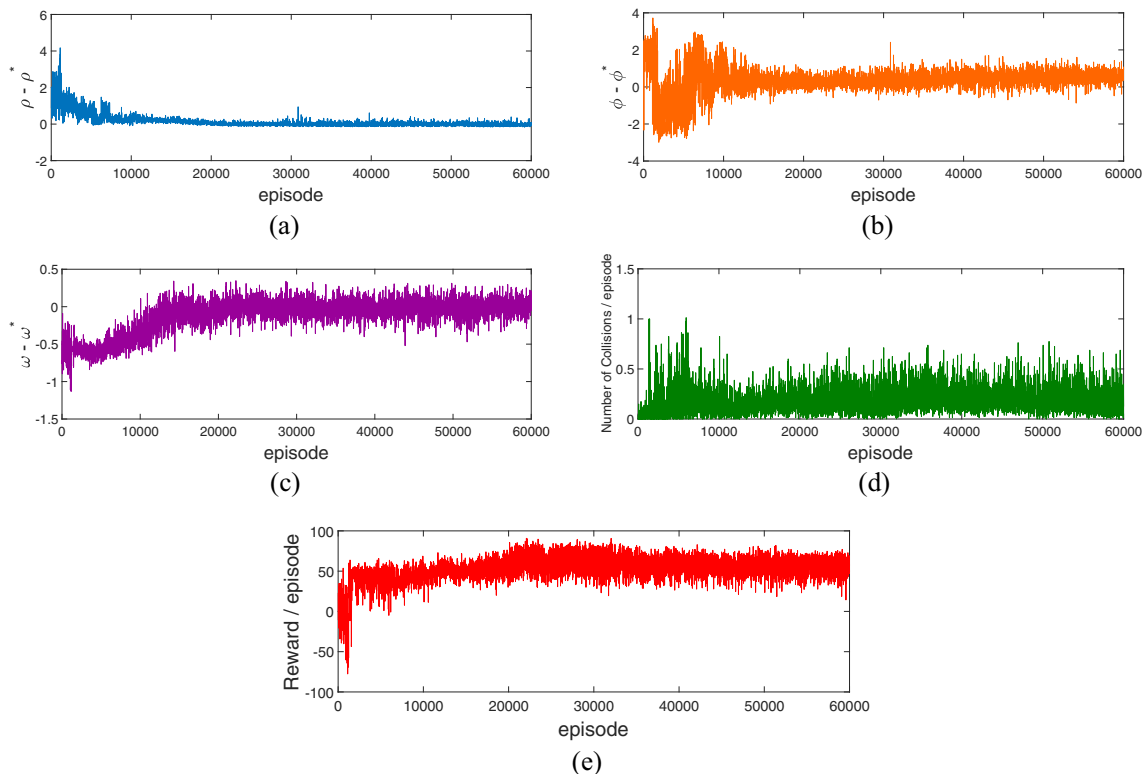 6
4
2
0
-2
ρ - ρ*
0 10000 20000 30000 40000 50000 60000
episode
(a)
4
2
0
-2
-4
ϕ - ϕ*
0 10000 20000 30000 40000 50000 60000
episode
(b)
0.5
0
-0.5
-1
-1.5
ω - ω*
0 10000 20000 30000 40000 50000 60000
episode
(c)
1.5
1
0.5
0
Number of Collisions / episode
0 10000 20000 30000 40000 50000 60000
episode
(d)
100
50
0
-50
-100
Reward / episode
0 10000 20000 30000 40000 50000 60000
episode
(e)